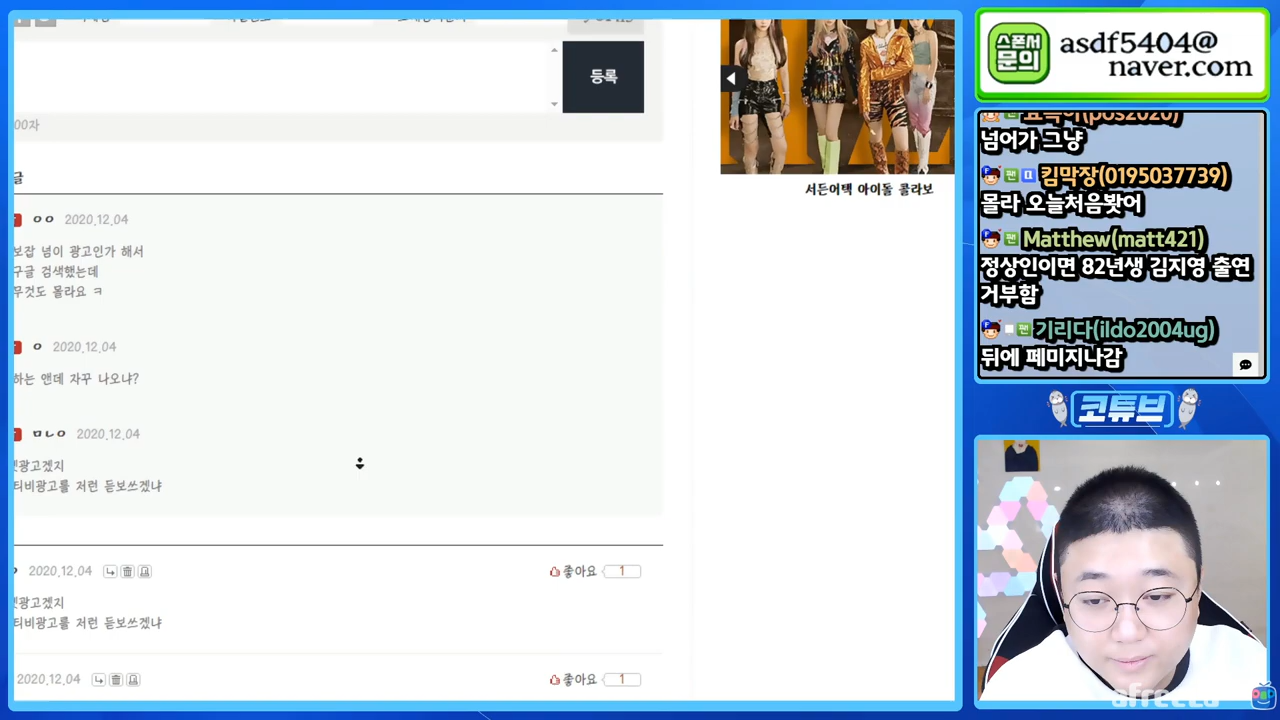 등록
00자
글
ㅇㅇ 2020.12.04
보잡 넘이 광고인가 해서
구글 검색했는데
무것도 몰라요 ㅋ
ㅇ 2020.12.04
하는 앤데 자꾸 나오냐?
ㅁㄴㅇ 2020.12.04
광고겠지
티비광고를 저런 듣보쓰겠냐
2020.12.04
좋아요 1
광고겠지
티비광고를 저런 듣보쓰겠냐
2020.12.04
좋아요 1
서든어택 아이돌 콜라보
스폰서
문의
asdf5404@
naver.com
넘어가 그냥
팬 킴막장(0195037739)
몰라 오늘처음봣어
팬 Matthew(matt421)
정상인이면 82년생 김지영 출연
거부함
팬 기리다(ildo2004ug)
뒤에 페미지나감
코튜브
afreeca